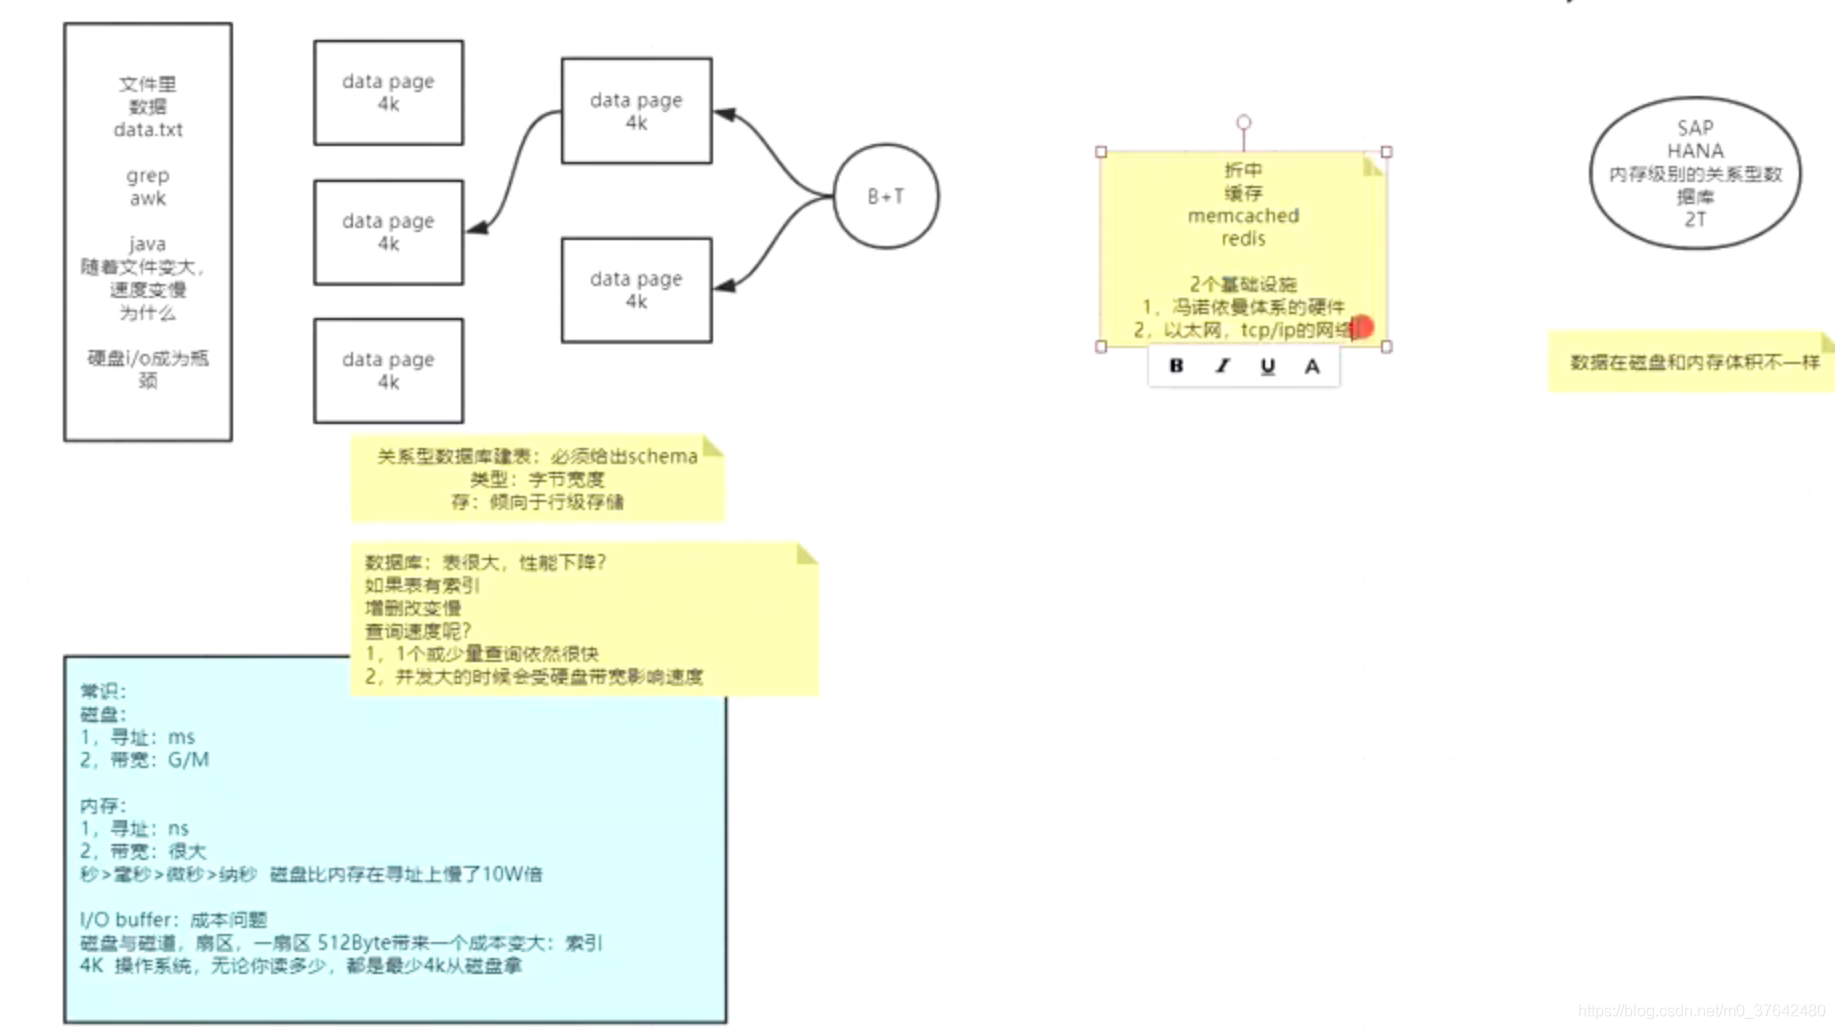 文件里
数据
data.txt
grep
awk
java
随着文件变大，
速度变慢
为什么
硬盘i/o成为瓶
颈
data page
4k
data page
4k
data page
4k
data page
4k
data page
4k
B+T
折中
缓存
memcached
redis
2个基础设施
1，冯诺依曼体系的硬件
2，以太网，tcp/ip的网络
B I U A
SAP
HANA
内存级别的关系型数
据库
2T
数据在磁盘和内存体积不一样
关系型数据库建表：必须给出schema
类型：字节宽度
存：倾向于行级存储
数据库：表很大，性能下降？
如果表有索引
增删改变慢
查询速度呢？
1，1个或少量查询依然很快
2，并发大的时候会受硬盘带宽影响速度
常识：
磁盘：
1，寻址：ms
2，带宽：G/M
内存：
1，寻址：ns
2，带宽：很大
秒>毫秒>微秒>纳秒 磁盘比内存在寻址上慢了10W倍
I/O buffer：成本问题
磁盘与磁道，扇区，一扇区 512Byte带来一个成本变大：索引
4K 操作系统，无论你读多少，都是最少4k从磁盘拿
https://blog.csdn.net/m0_37642480